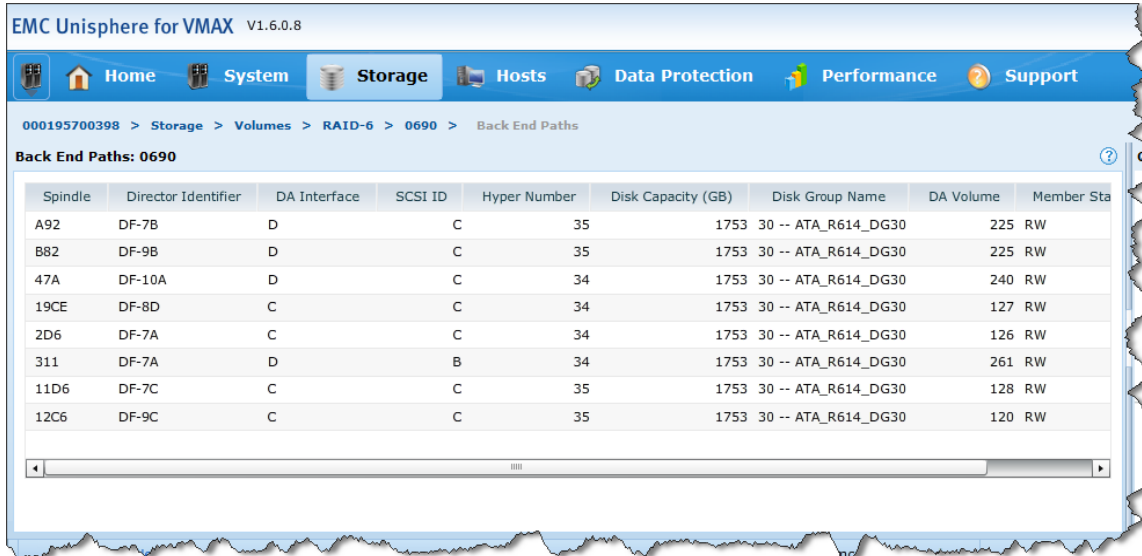 EMC Unisphere for VMAX V1.6.0.8
Home System Storage Hosts Data Protection Performance Support
000195700398 > Storage > Volumes > RAID-6 > 0690 > Back End Paths
Back End Paths: 0690
Spindle Director Identifier DA Interface SCSI ID Hyper Number Disk Capacity (GB) Disk Group Name DA Volume Member Sta
A92 DF-7B D C 35 1753 30 -- ATA_R614_DG30 225 RW
B82 DF-9B D C 35 1753 30 -- ATA_R614_DG30 225 RW
47A DF-10A D C 34 1753 30 -- ATA_R614_DG30 240 RW
19CE DF-8D C C 34 1753 30 -- ATA_R614_DG30 127 RW
2D6 DF-7A C C 34 1753 30 -- ATA_R614_DG30 126 RW
311 DF-7A D B 34 1753 30 -- ATA_R614_DG30 261 RW
11D6 DF-7C C C 35 1753 30 -- ATA_R614_DG30 128 RW
12C6 DF-9C C C 35 1753 30 -- ATA_R614_DG30 120 RW